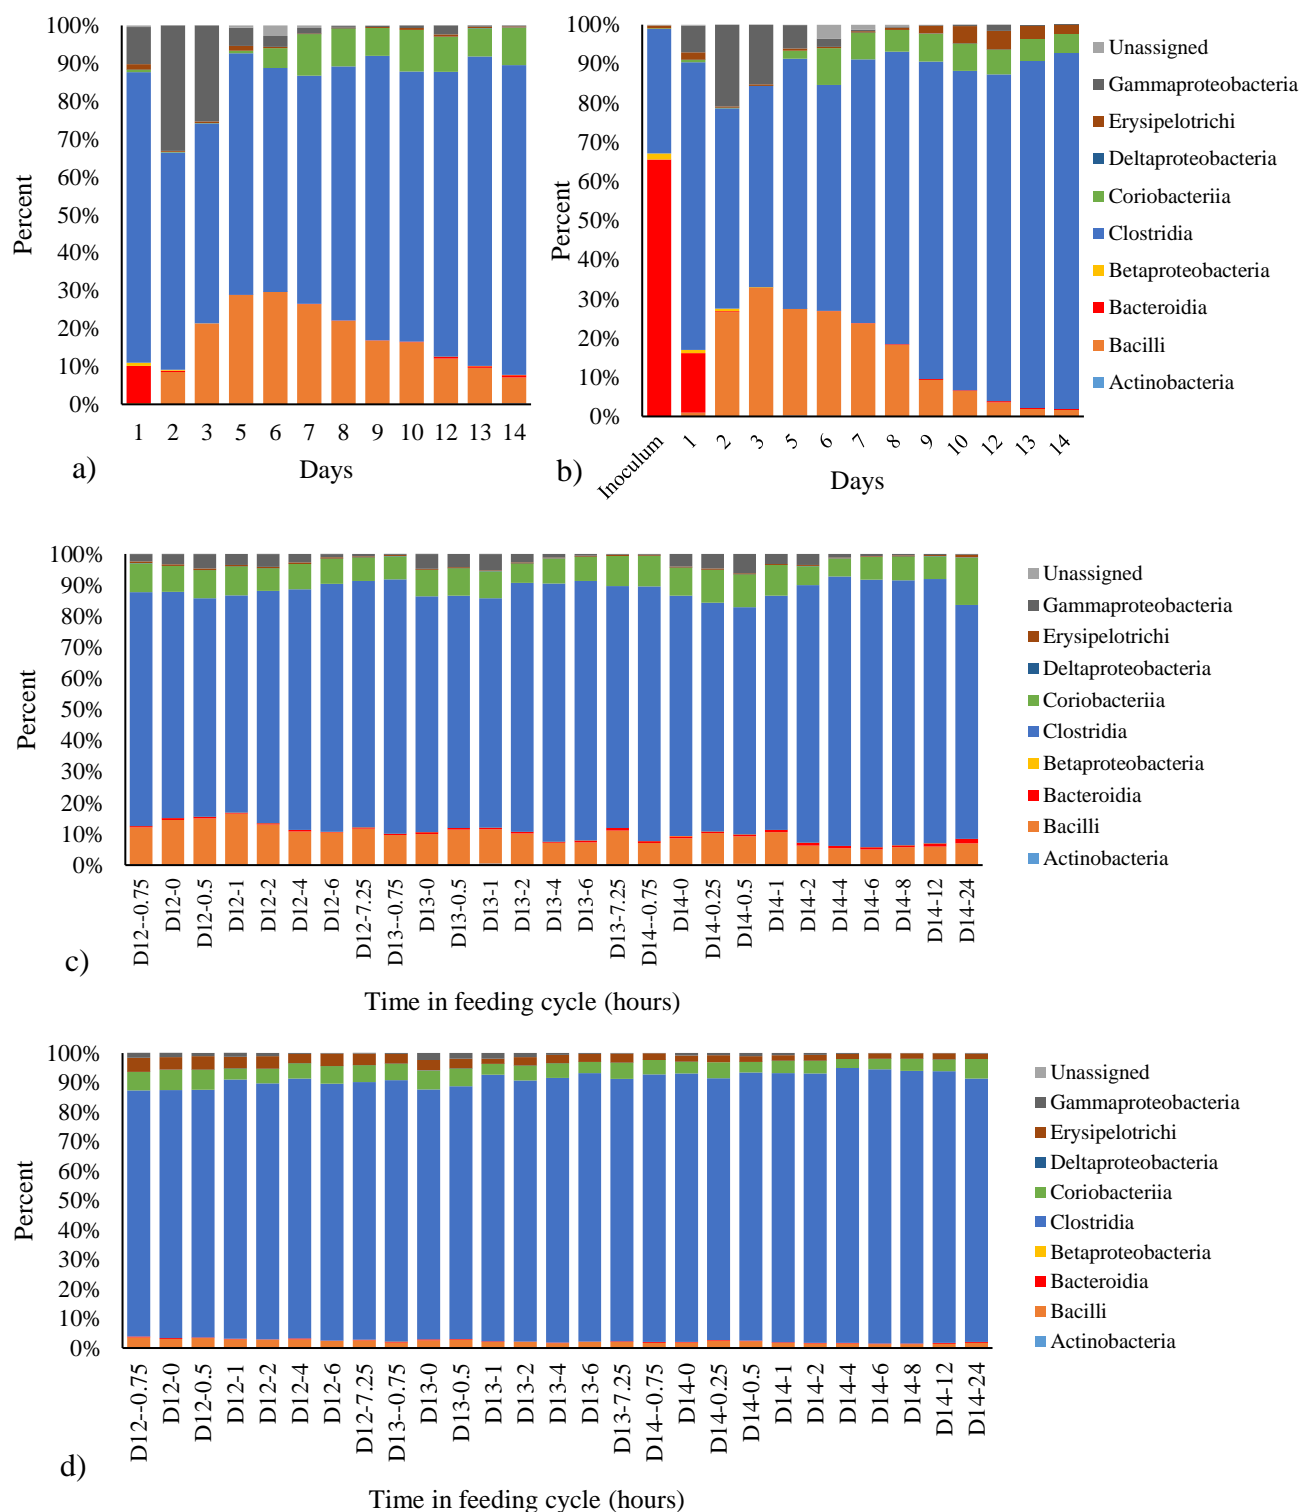 100%
90%
80%
70%
60%
50%
40%
30%
20%
10%
0%
Percent
1 2 3 5 6 7 8 9 10 12 13 14
Days
a)
100%
90%
80%
70%
60%
50%
40%
30%
20%
10%
0%
Percent
Inoculum 1 2 3 5 6 7 8 9 10 12 13 14
Days
b)
Unassigned
Gammaproteobacteria
Erysipelotrichi
Deltaproteobacteria
Coriobacteriia
Clostridia
Betaproteobacteria
Bacteroidia
Bacilli
Actinobacteria
100%
90%
80%
70%
60%
50%
40%
30%
20%
10%
0%
Percent
D12--0.75
D12-0
D12-0.5
D12-1
D12-2
D12-4
D12-6
D12-7.25
D13--0.75
D13-0
D13-0.5
D13-1
D13-2
D13-4
D13-6
D13-7.25
D14--0.75
D14-0
D14-0.25
D14-0.5
D14-1
D14-2
D14-4
D14-6
D14-8
D14-12
D14-24
c)
Time in feeding cycle (hours)
Unassigned
Gammaproteobacteria
Erysipelotrichi
Deltaproteobacteria
Coriobacteriia
Clostridia
Betaproteobacteria
Bacteroidia
Bacilli
Actinobacteria
100%
90%
80%
70%
60%
50%
40%
30%
20%
10%
0%
Percent
D12--0.75
D12-0
D12-0.5
D12-1
D12-2
D12-4
D12-6
D12-7.25
D13--0.75
D13-0
D13-0.5
D13-1
D13-2
D13-4
D13-6
D13-7.25
D14--0.75
D14-0
D14-0.25
D14-0.5
D14-1
D14-2
D14-4
D14-6
D14-8
D14-12
D14-24
d)
Time in feeding cycle (hours)
Unassigned
Gammaproteobacteria
Erysipelotrichi
Deltaproteobacteria
Coriobacteriia
Clostridia
Betaproteobacteria
Bacteroidia
Bacilli
Actinobacteria